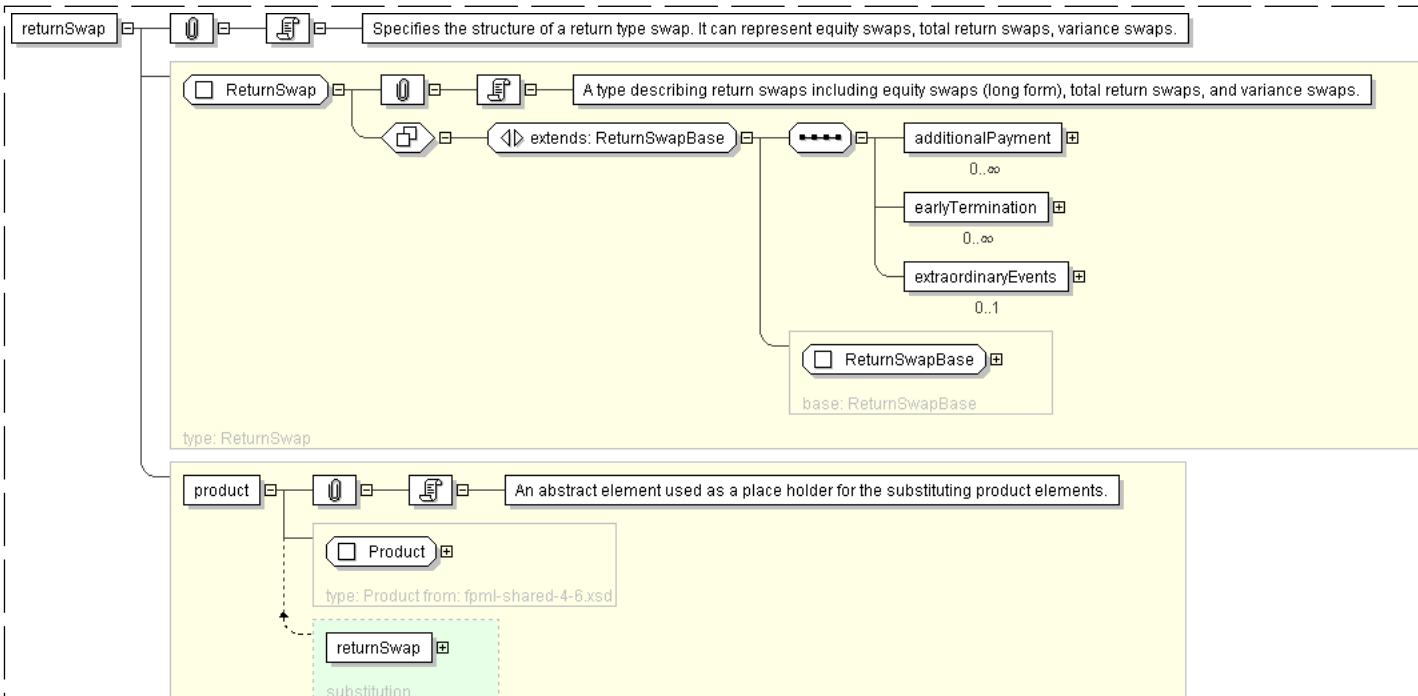 returnSwap
Specifies the structure of a return type swap. It can represent equity swaps, total return swaps, variance swaps.
ReturnSwap
A type describing return swaps including equity swaps (long form), total return swaps, and variance swaps.
extends: ReturnSwapBase
additionalPayment
0..∞
earlyTermination
0..∞
extraordinaryEvents
0..1
ReturnSwapBase
base: ReturnSwapBase
type: ReturnSwap
product
An abstract element used as a place holder for the substituting product elements.
Product
type: Product from: fpml-shared-4-6.xsd
returnSwap
substitution